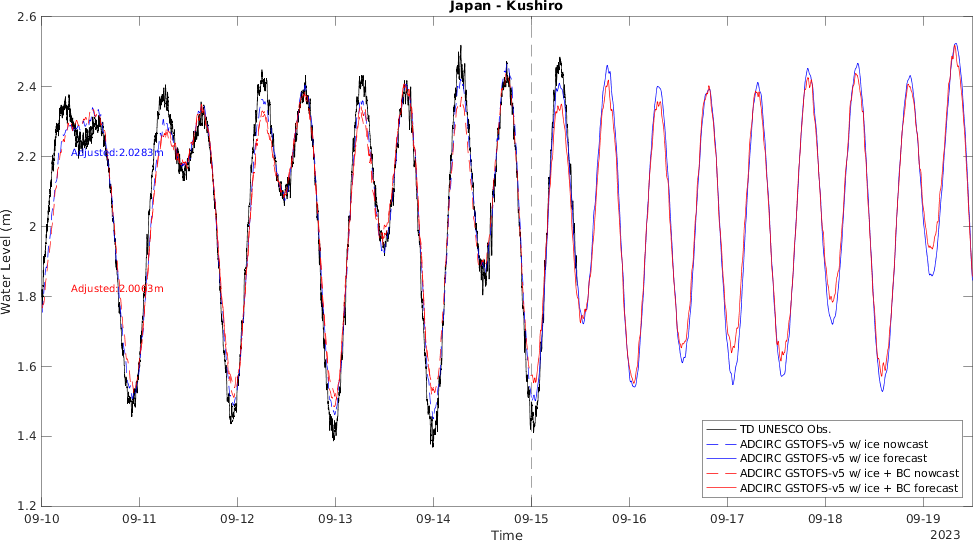 Japan - Kushiro
2.6
2.4
2.2
2
1.8
1.6
1.4
1.2
Water Level (m)
Adjusted:2.0283m
Adjusted:2.0063m
TD UNESCO Obs.
ADCIRC GSTOFS-v5 w/ ice nowcast
ADCIRC GSTOFS-v5 w/ ice forecast
ADCIRC GSTOFS-v5 w/ ice + BC nowcast
ADCIRC GSTOFS-v5 w/ ice + BC forecast
09-10 09-11 09-12 09-13 09-14 09-15 09-16 09-17 09-18 09-19
Time
2023